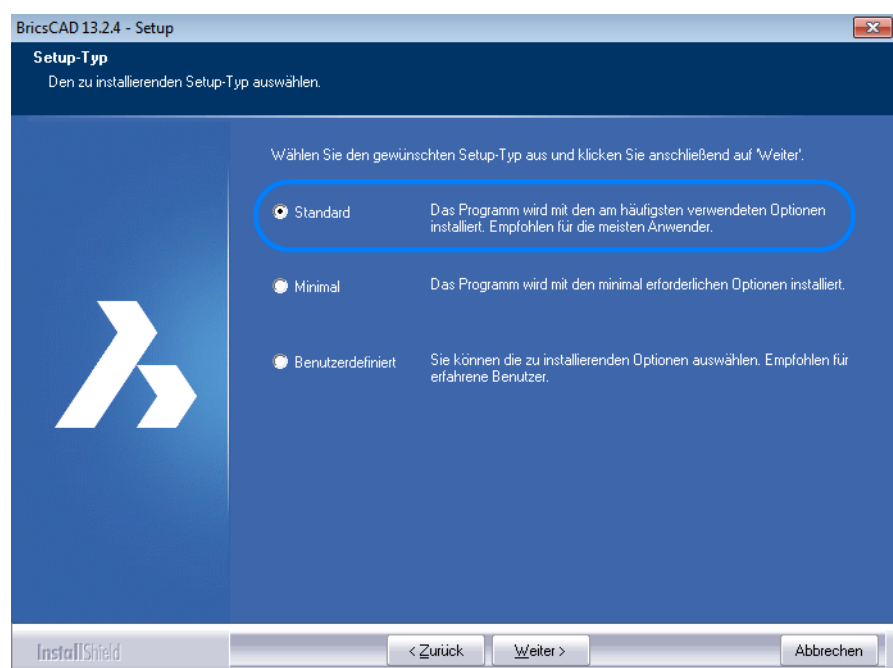 BricsCAD 13.2.4 - Setup
Setup-Typ
Den zu installierenden Setup-Typ auswählen.
Wählen Sie den gewünschten Setup-Typ aus und klicken Sie anschließend auf 'Weiter'.
Standard
Das Programm wird mit den am häufigsten verwendeten Optionen
installiert. Empfohlen für die meisten Anwender.
Minimal
Das Programm wird mit den minimal erforderlichen Optionen installiert.
Benutzerdefiniert
Sie können die zu installierenden Optionen auswählen. Empfohlen für
erfahrene Benutzer.
InstallShield
< Zurück
Weiter >
Abbrechen